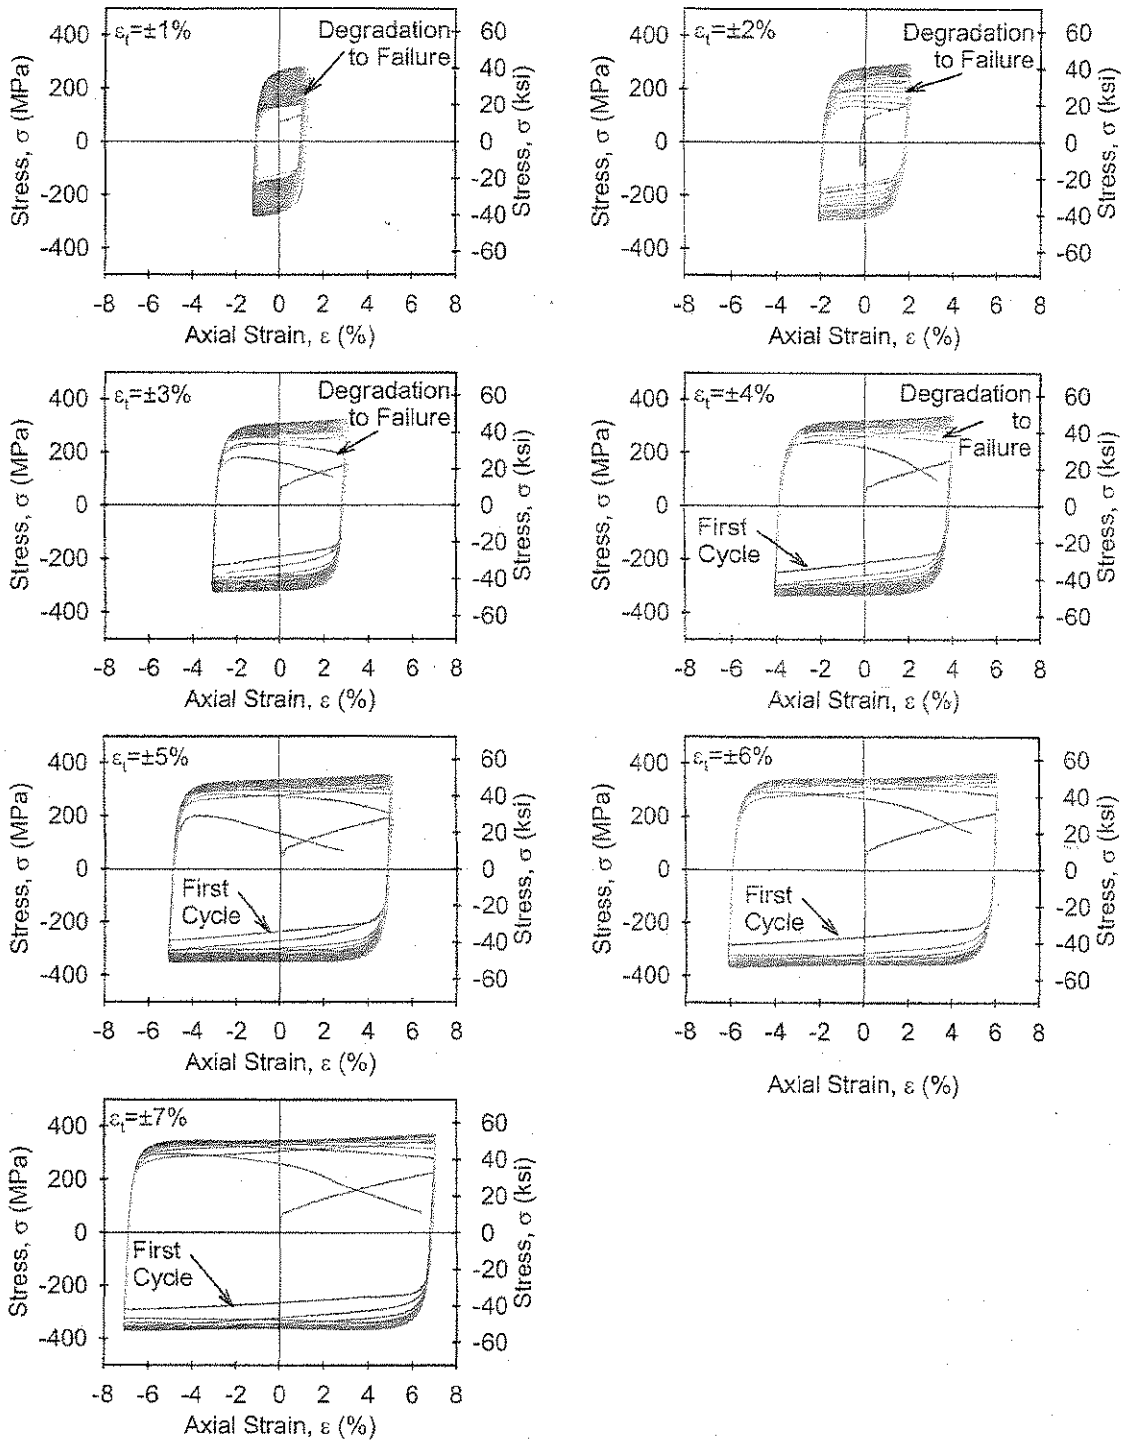 εt=±1%
Degradation
to Failure
400
200
0
-200
-400
60
40
20
0
-20
-40
-60
Stress, σ (MPa)
Stress, σ (ksi)
-8 -6 -4 -2 0 2 4 6 8
Axial Strain, ε (%)
εt=±2%
Degradation
to Failure
400
200
0
-200
-400
60
40
20
0
-20
-40
-60
Stress, σ (MPa)
Stress, σ (ksi)
-8 -6 -4 -2 0 2 4 6 8
Axial Strain, ε (%)
εt=±3%
Degradation
to Failure
400
200
0
-200
-400
60
40
20
0
-20
-40
-60
Stress, σ (MPa)
Stress, σ (ksi)
-8 -6 -4 -2 0 2 4 6 8
Axial Strain, ε (%)
εt=±4%
Degradation
to
Failure
First
Cycle
400
200
0
-200
-400
60
40
20
0
-20
-40
-60
Stress, σ (MPa)
Stress, σ (ksi)
-8 -6 -4 -2 0 2 4 6 8
Axial Strain, ε (%)
εt=±5%
First
Cycle
400
200
0
-200
-400
60
40
20
0
-20
-40
-60
Stress, σ (MPa)
Stress, σ (ksi)
-8 -6 -4 -2 0 2 4 6 8
Axial Strain, ε (%)
εt=±6%
First
Cycle
400
200
0
-200
-400
60
40
20
0
-20
-40
-60
Stress, σ (MPa)
Stress, σ (ksi)
-8 -6 -4 -2 0 2 4 6 8
Axial Strain, ε (%)
εt=±7%
First
Cycle
400
200
0
-200
-400
60
40
20
0
-20
-40
-60
Stress, σ (MPa)
Stress, σ (ksi)
-8 -6 -4 -2 0 2 4 6 8
Axial Strain, ε (%)